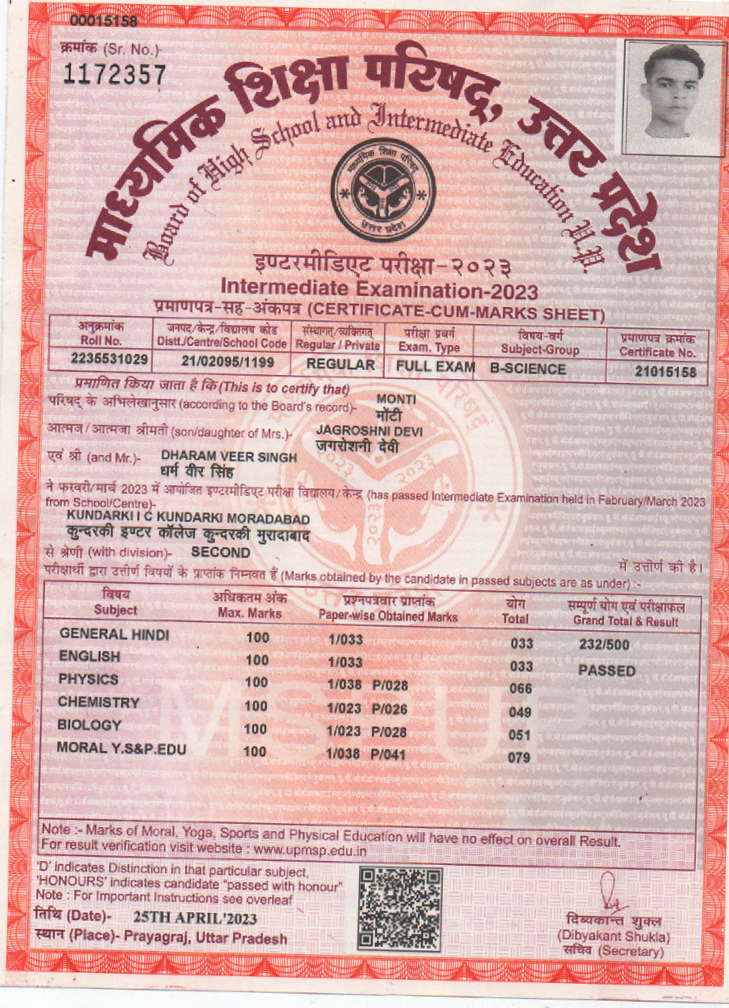 00015158
क्रमांक (Sr. No.)
1172357
माध्यमिक शिक्षा परिषद्, उत्तर प्रदेश
Board of High School and Intermediate Education U.P.
माध्यमिक शिक्षा परिषद
उत्तर प्रदेश
इण्टरमीडिएट परीक्षा-२०२३
Intermediate Examination-2023
प्रमाणपत्र-सह-अंकपत्र (CERTIFICATE-CUM-MARKS SHEET)
अनुक्रमांक जनपद/केन्द्र/विद्यालय कोड संस्थागत/व्यक्तिगत परीक्षा प्रवर्ग विषय-वर्ग प्रमाणपत्र क्रमांक
Roll No. Distt./Centre/School Code Regular / Private Exam. Type Subject-Group Certificate No.
2235531029 21/02095/1199 REGULAR FULL EXAM B-SCIENCE 21015158
प्रमाणित किया जाता है कि(This is to certify that)
परिषद् के अभिलेखानुसार (according to the Board's record)- MONTI
मोंटी
आत्मज/आत्मजा श्रीमती (son/daughter of Mrs.)- JAGROSHNI DEVI
जगरोशनी देवी
एवं श्री (and Mr.)- DHARAM VEER SINGH
धर्म वीर सिंह
ने फरवरी/मार्च 2023 में आयोजित इण्टरमीडिएट परीक्षा विद्यालय/केन्द्र (has passed Intermediate Examination held in Fabruary/March 2023
from School/Centre)-
KUNDARKI I C KUNDARKI MORADABAD
कुन्दरकी इण्टर कॉलेज कुन्दरकी मुरादाबाद
से श्रेणी (with division)- SECOND में उत्तीर्ण की है।
परीक्षार्थी द्वारा उत्तीर्ण विषयों के प्राप्तांक निम्नवत हैं (Marks obtained by the candidate in passed subjects are as under) :-
विषय अधिकतम अंक प्रश्नपत्रवार प्राप्तांक योग सम्पूर्ण योग एवं परीक्षाफल
Subject Max. Marks Paper-wise Obtained Marks Total Grand Total & Result
GENERAL HINDI 100 1/033 033 232/500
ENGLISH 100 1/033 033 PASSED
PHYSICS 100 1/038 P/028 066
CHEMISTRY 100 1/023 P/026 049
BIOLOGY 100 1/023 P/028 051
MORAL Y.S&P.EDU 100 1/038 P/041 079
Note :- Marks of Moral, Yoga, Sports and Physical Education will have no effect on overall Result.
For result verification visit website : www.upmsp.edu.in
'D' indicates Distinction in that particular subject,
'HONOURS' indicates candidate "passed with honour"
Note : For Important Instructions see overleaf
तिथि (Date)- 25TH APRIL'2023
स्थान (Place)- Prayagraj, Uttar Pradesh
दिब्यकान्त शुक्ल
(Dibyakant Shukla)
सचिव (Secretary)